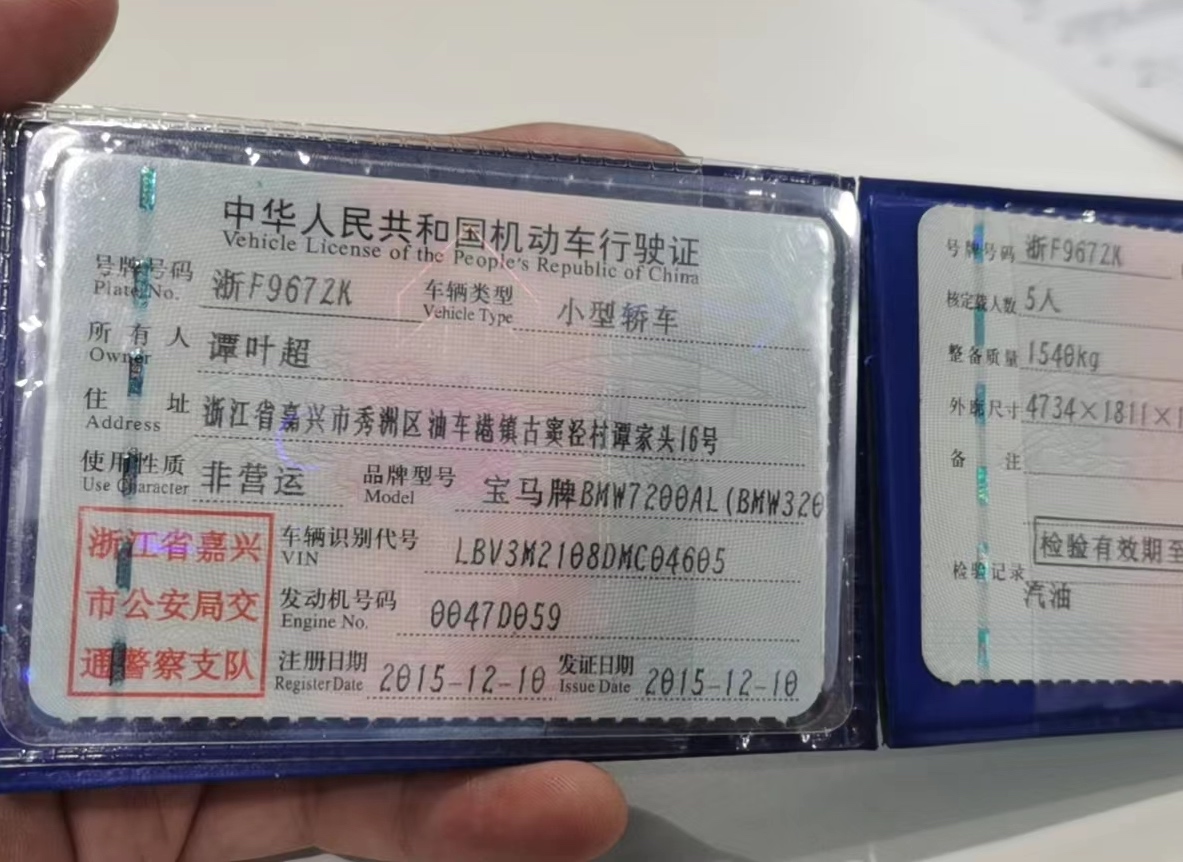 中华人民共和国机动车行驶证
Vehicle License of the People's Republic of China
号牌号码 浙F9672K 车辆类型 小型轿车
Plate No. Vehicle Type
所有人 谭叶超
Owner
住址 浙江省嘉兴市秀洲区油车港镇古窦泾村谭家头16号
Address
使用性质 非营运 品牌型号 宝马牌BMW7200AL(BMW320
Use Character Model
浙江省嘉兴
市公安局交
通警察支队
车辆识别代号 LBV3M2108DMC04605
VIN
发动机号码 0047D059
Engine No.
注册日期 2015-12-10 发证日期 2015-12-10
Register Date Issue Date
号牌号码 浙F9672K
核定载人数 5人
整备质量 1540kg
外廓尺寸 4734×1811×1
备注
检验有效期至
检验记录
汽油